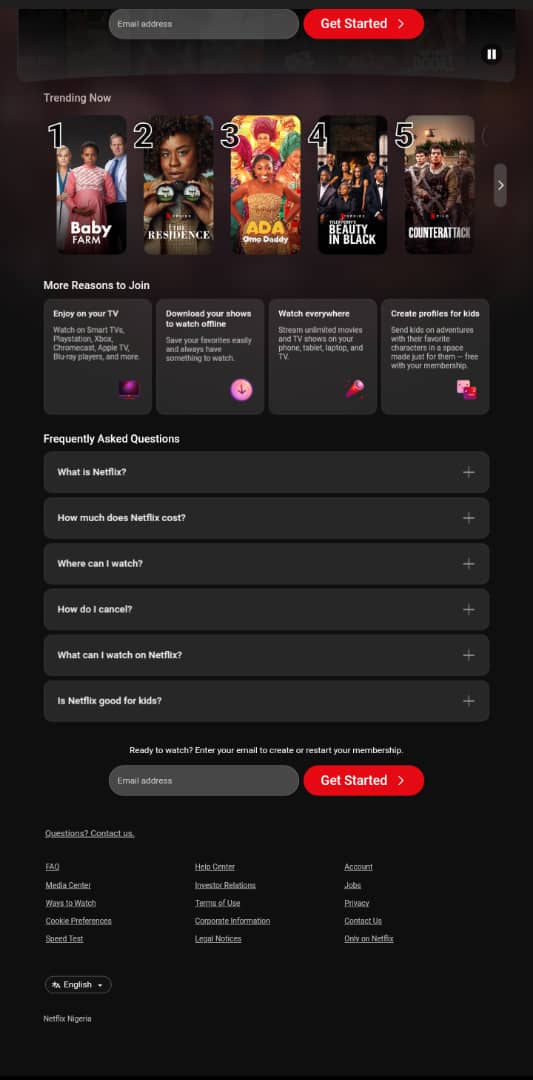 Email address
Get Started
Trending Now
1
2
3
4
5
Baby
FARM
SERIES
THE
RESIDENCE
ADA
Omo Daddy
SERIES
TYLER PERRY'S
BEAUTY
IN BLACK
FILM
COUNTERATTACK
More Reasons to Join
Enjoy on your TV
Watch on Smart TVs,
Playstation, Xbox,
Chromecast, Apple TV,
Blu-ray players, and more.
Download your shows
to watch offline
Save your favorites easily
and always have
something to watch.
Watch everywhere
Stream unlimited movies
and TV shows on your
phone, tablet, laptop, and
TV.
Create profiles for kids
Send kids on adventures
with their favorite
characters in a space
made just for them — free
with your membership.
Frequently Asked Questions
What is Netflix?
How much does Netflix cost?
Where can I watch?
How do I cancel?
What can I watch on Netflix?
Is Netflix good for kids?
Ready to watch? Enter your email to create or restart your membership.
Email address
Get Started
Questions? Contact us.
FAQ
Help Center
Account
Media Center
Investor Relations
Jobs
Ways to Watch
Terms of Use
Privacy
Cookie Preferences
Corporate Information
Contact Us
Speed Test
Legal Notices
Only on Netflix
English
Netflix Nigeria